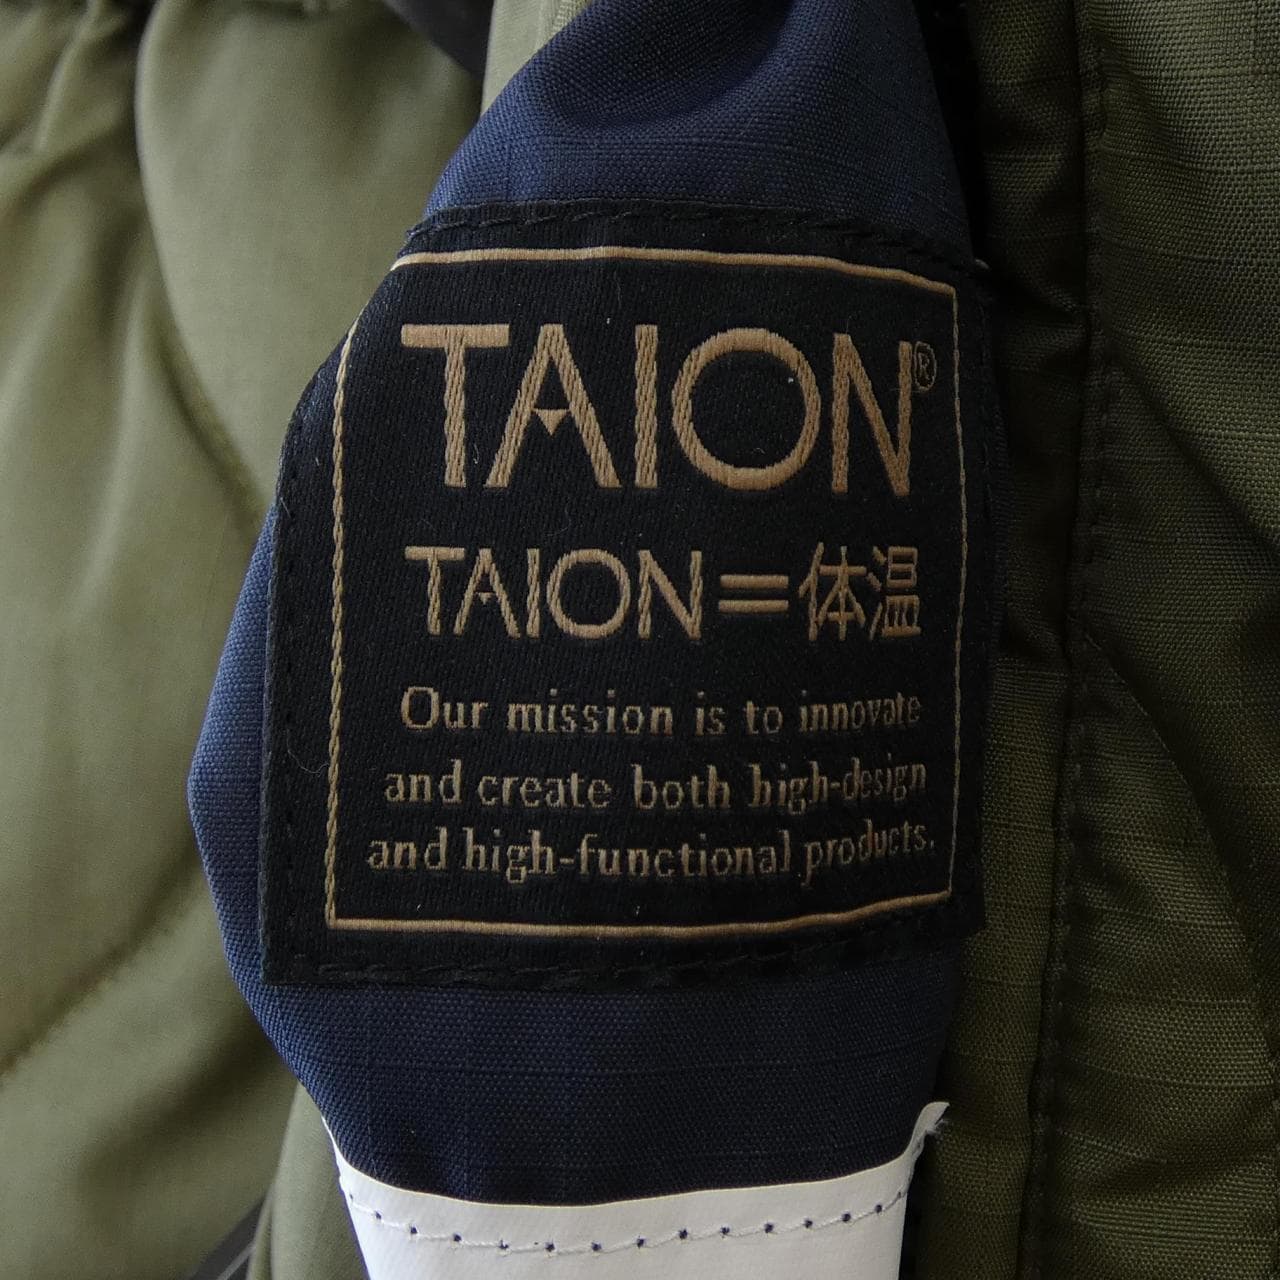 TAION®
TAION=体温
Our mission is to innovate
and create both high-design
and high-functional products.